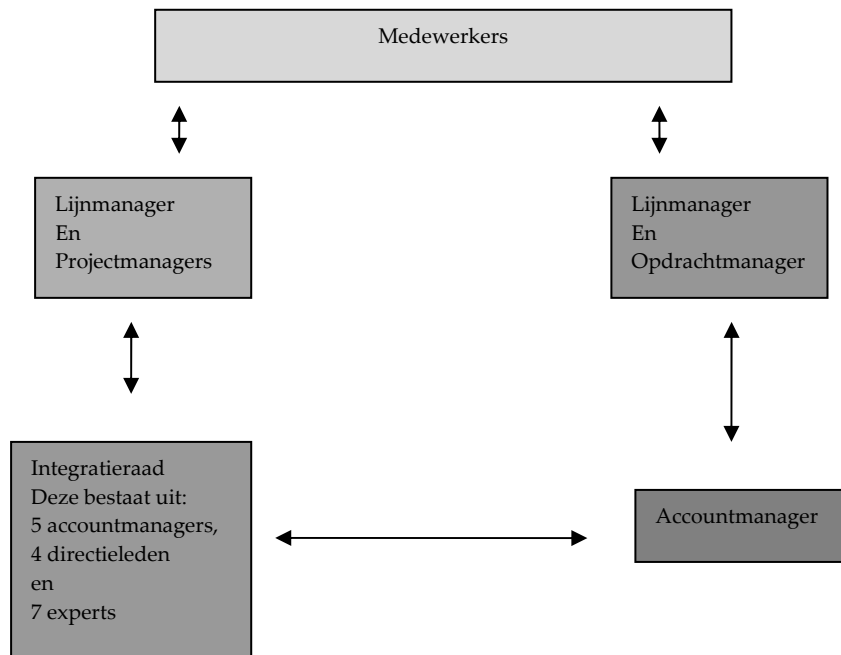 Medewerkers
Lijnmanager
En
Projectmanagers
Lijnmanager
En
Opdrachtmanager
Integratieraad
Deze bestaat uit:
5 accountmanagers,
4 directieleden
en
7 experts
Accountmanager